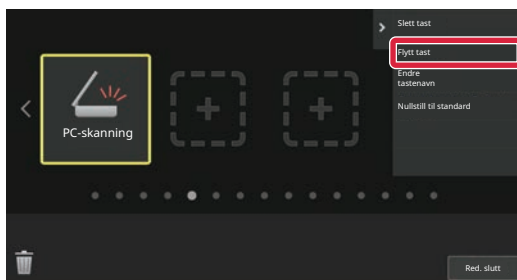 Slett tast
Flytt tast
Endre
tastenavn
Nullstill til standard
PC-skanning
Red. slutt